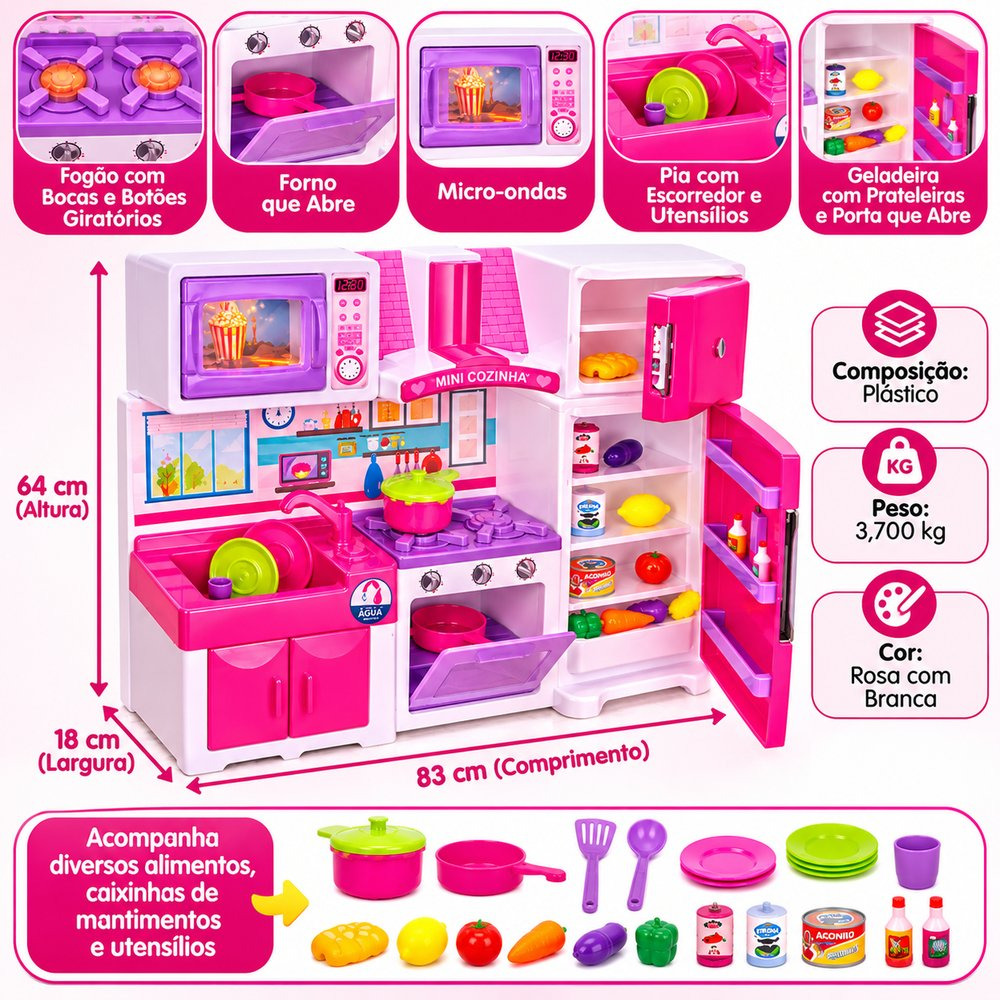 Fogão com
Bocas e Botões
Giratórios
Forno
que Abre
Micro-ondas
Pia com
Escorredor e
Utensílios
Geladeira
com Prateleiras
e Porta que Abre
12:30
12:30
MINI COZINHA
64 cm
(Altura)
ÁGUA
18 cm
(Largura)
83 cm (Comprimento)
Composição:
Plástico
KG
Peso:
3,700 kg
Cor:
Rosa com
Branca
Acompanha
diversos alimentos,
caixinhas de
mantimentos
e utensílios